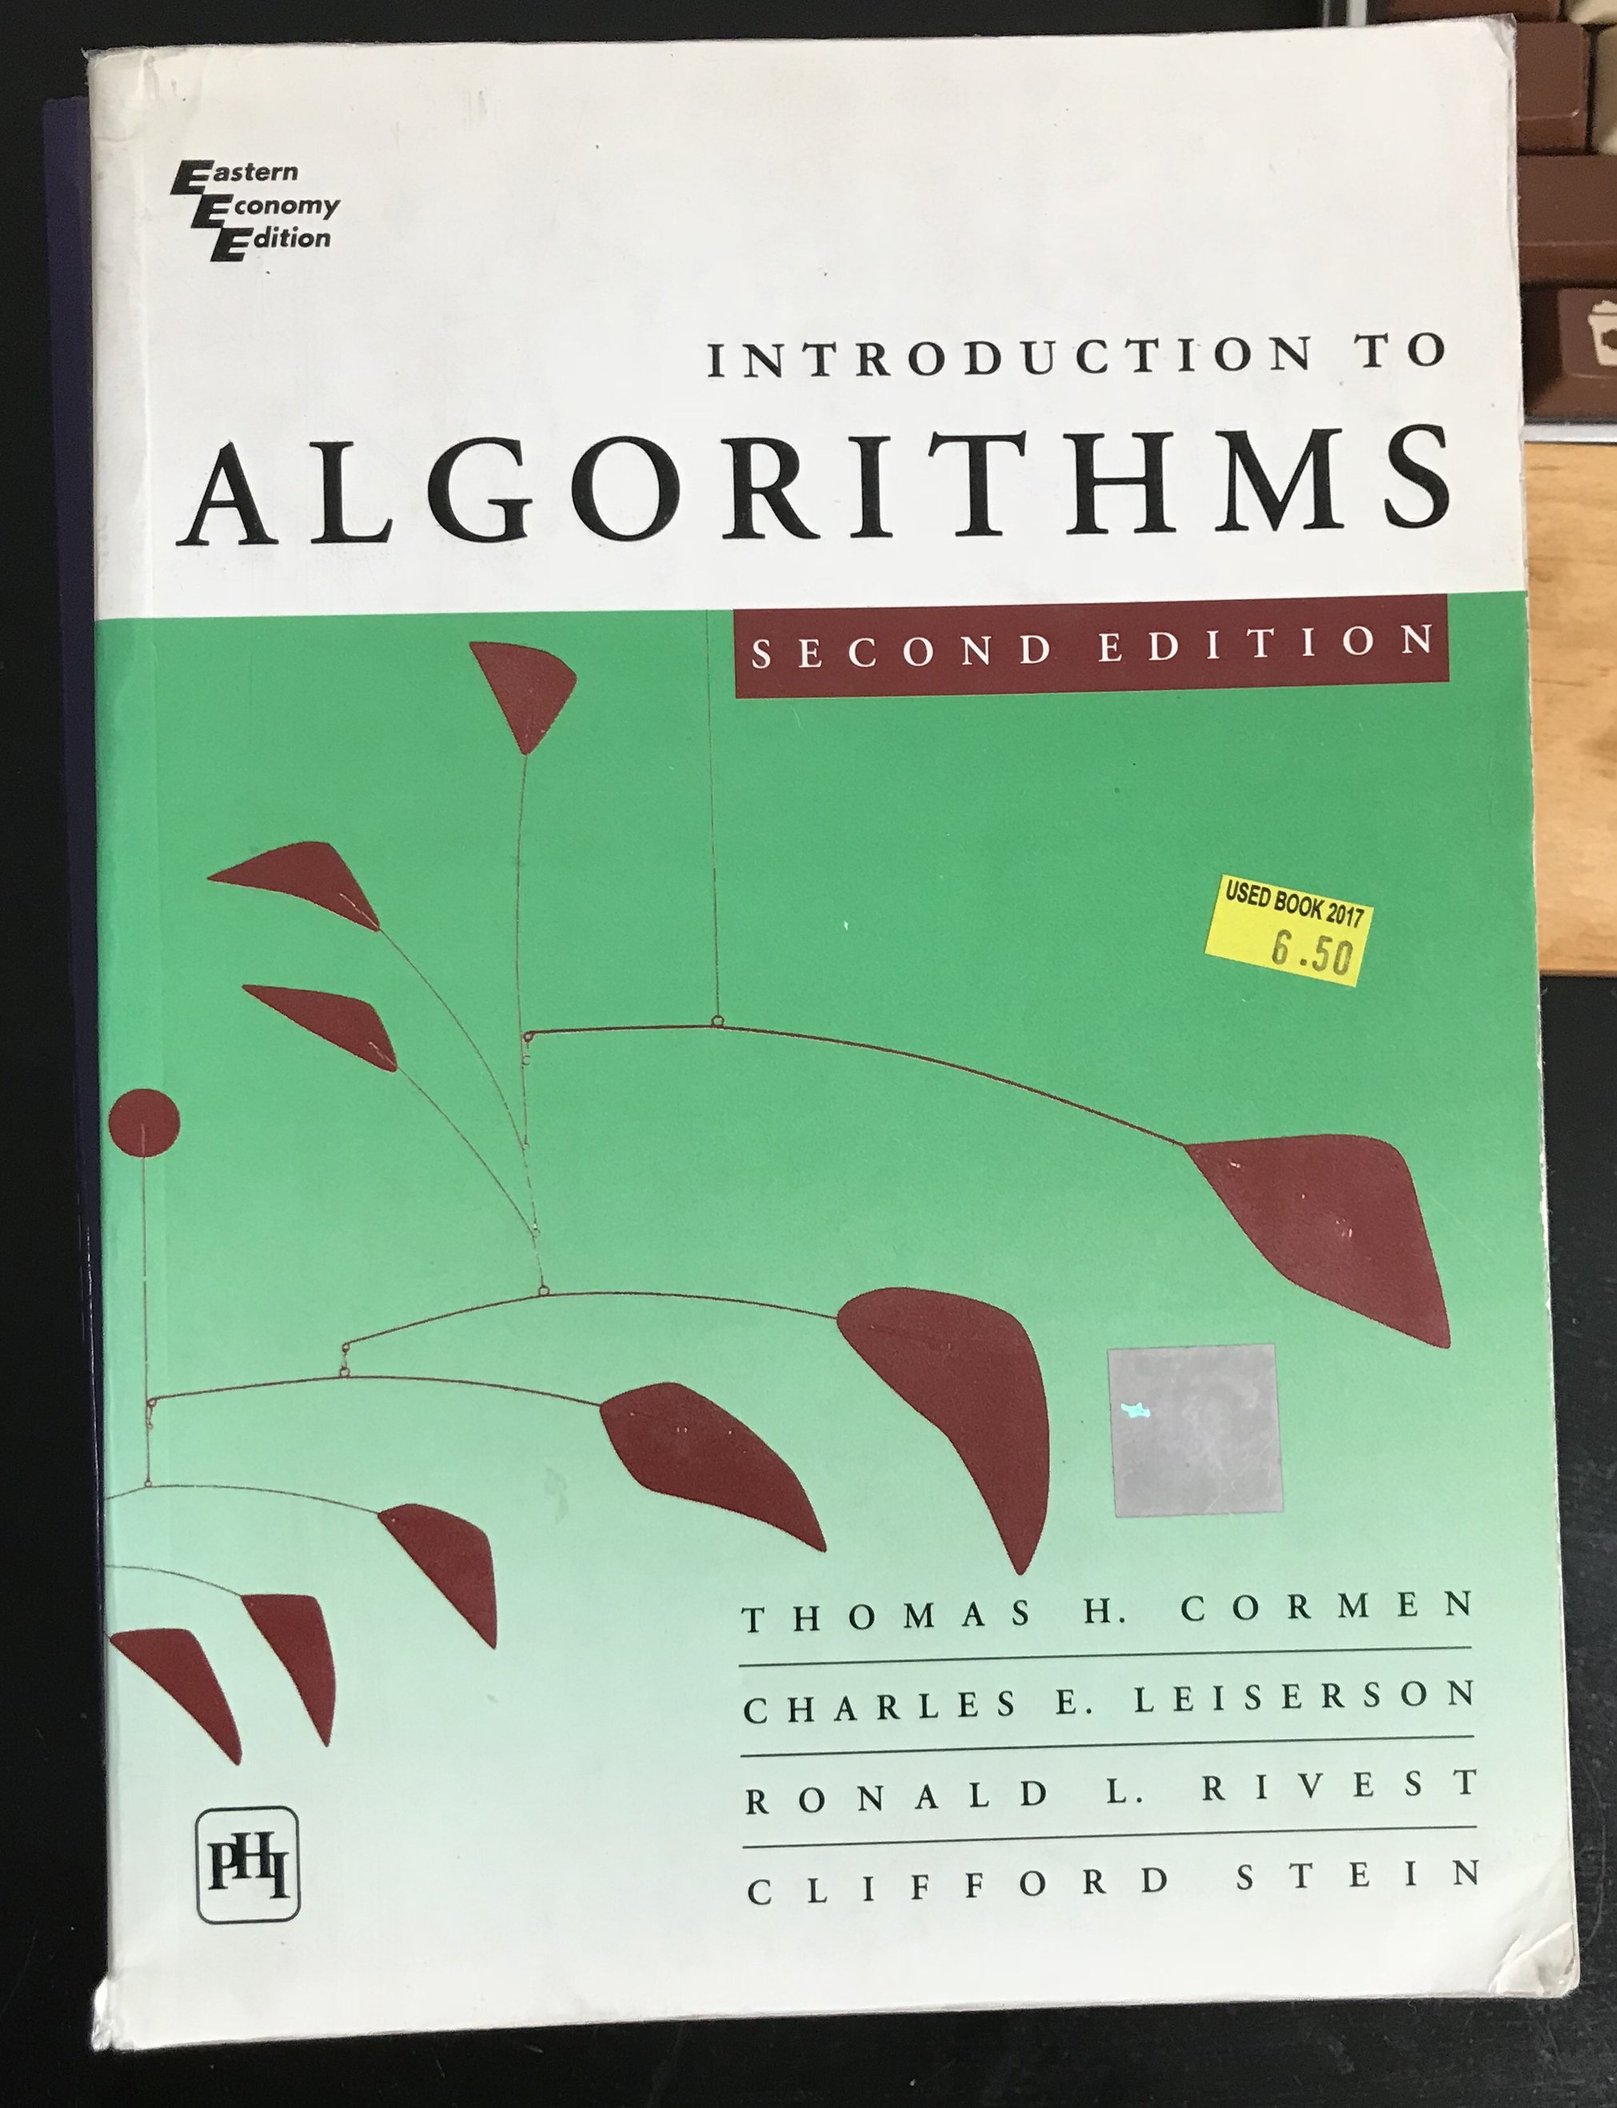 Eastern
Economy
Edition
INTRODUCTION TO
ALGORITHMS
SECOND EDITION
USED BOOK 2017
6.50
THOMAS H. CORMEN
CHARLES E. LEISERSON
RONALD L. RIVEST
CLIFFORD STEIN
PHI